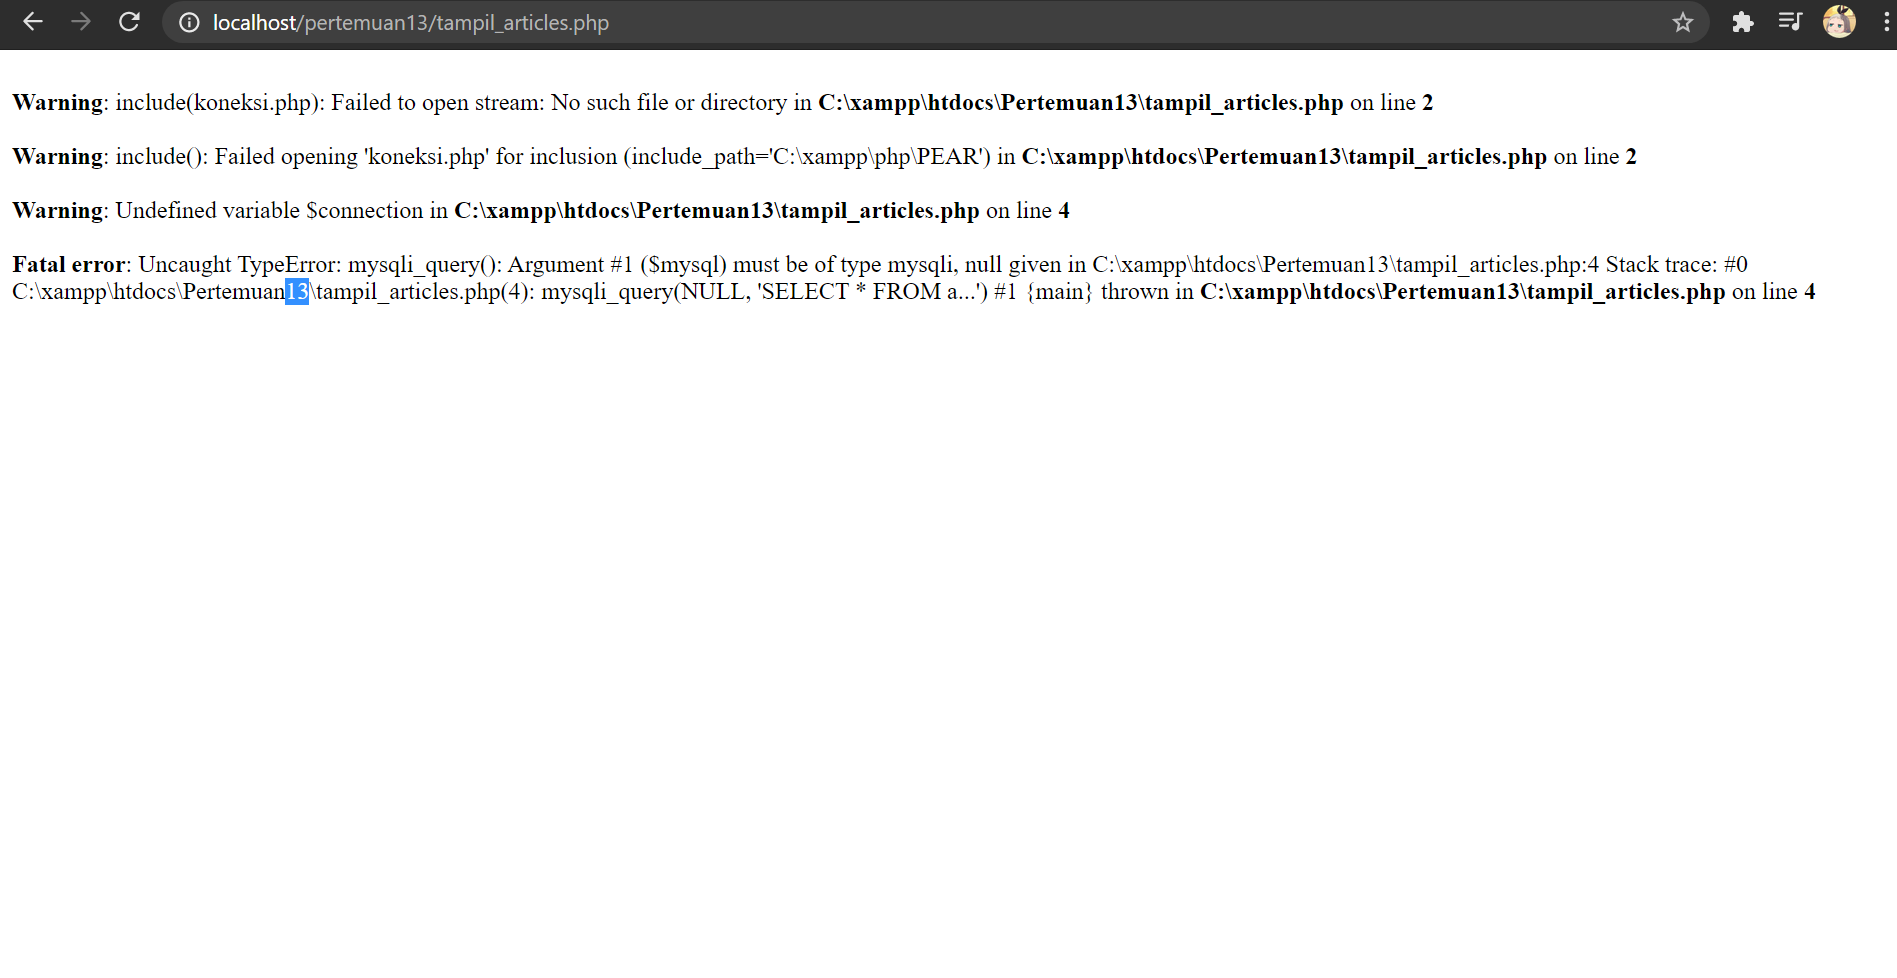 localhost/pertemuan13/tampil_articles.php
Warning: include(koneksi.php): Failed to open stream: No such file or directory in C:\xampp\htdocs\Pertemuan13\tampil_articles.php on line 2
Warning: include(): Failed opening 'koneksi.php' for inclusion (include_path='C:\xampp\php\PEAR') in C:\xampp\htdocs\Pertemuan13\tampil_articles.php on line 2
Warning: Undefined variable $connection in C:\xampp\htdocs\Pertemuan13\tampil_articles.php on line 4
Fatal error: Uncaught TypeError: mysqli_query(): Argument #1 ($mysql) must be of type mysqli, null given in C:\xampp\htdocs\Pertemuan13\tampil_articles.php:4 Stack trace: #0
C:\xampp\htdocs\Pertemuan13\tampil_articles.php(4): mysqli_query(NULL, 'SELECT * FROM a...') #1 {main} thrown in C:\xampp\htdocs\Pertemuan13\tampil_articles.php on line 4